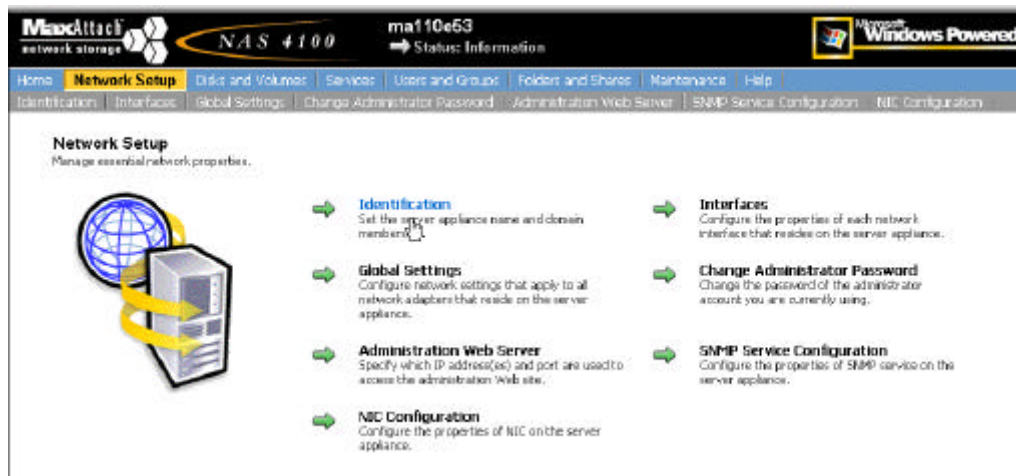 MaxAttach
network storage
NAS 4100
ma110e53
Status: Information
Microsoft
Windows Powered
Home Network Setup Disks and Volumes Services Users and Groups Folders and Shares Maintenance Help
Identification Interfaces Global Settings Change Administrator Password Administration Web Server SNMP Service Configuration NIC Configuration
Network Setup
Manage essential network properties.
Identification
Set the server appliance name and domain
Interfaces
Configure the properties of each network
interface that resides on the server appliance.
Global Settings
Configure network settings that apply to all
network adapters that reside on the server
appliance.
Change Administrator Password
Change the password of the administrator
account you are currently using.
Administration Web Server
Specify which IP address(es) and port are used to
access the administration Web site.
SNMP Service Configuration
Configure the properties of SNMP service on the
server appliance.
NIC Configuration
Configure the properties of NIC on the server
appliance.